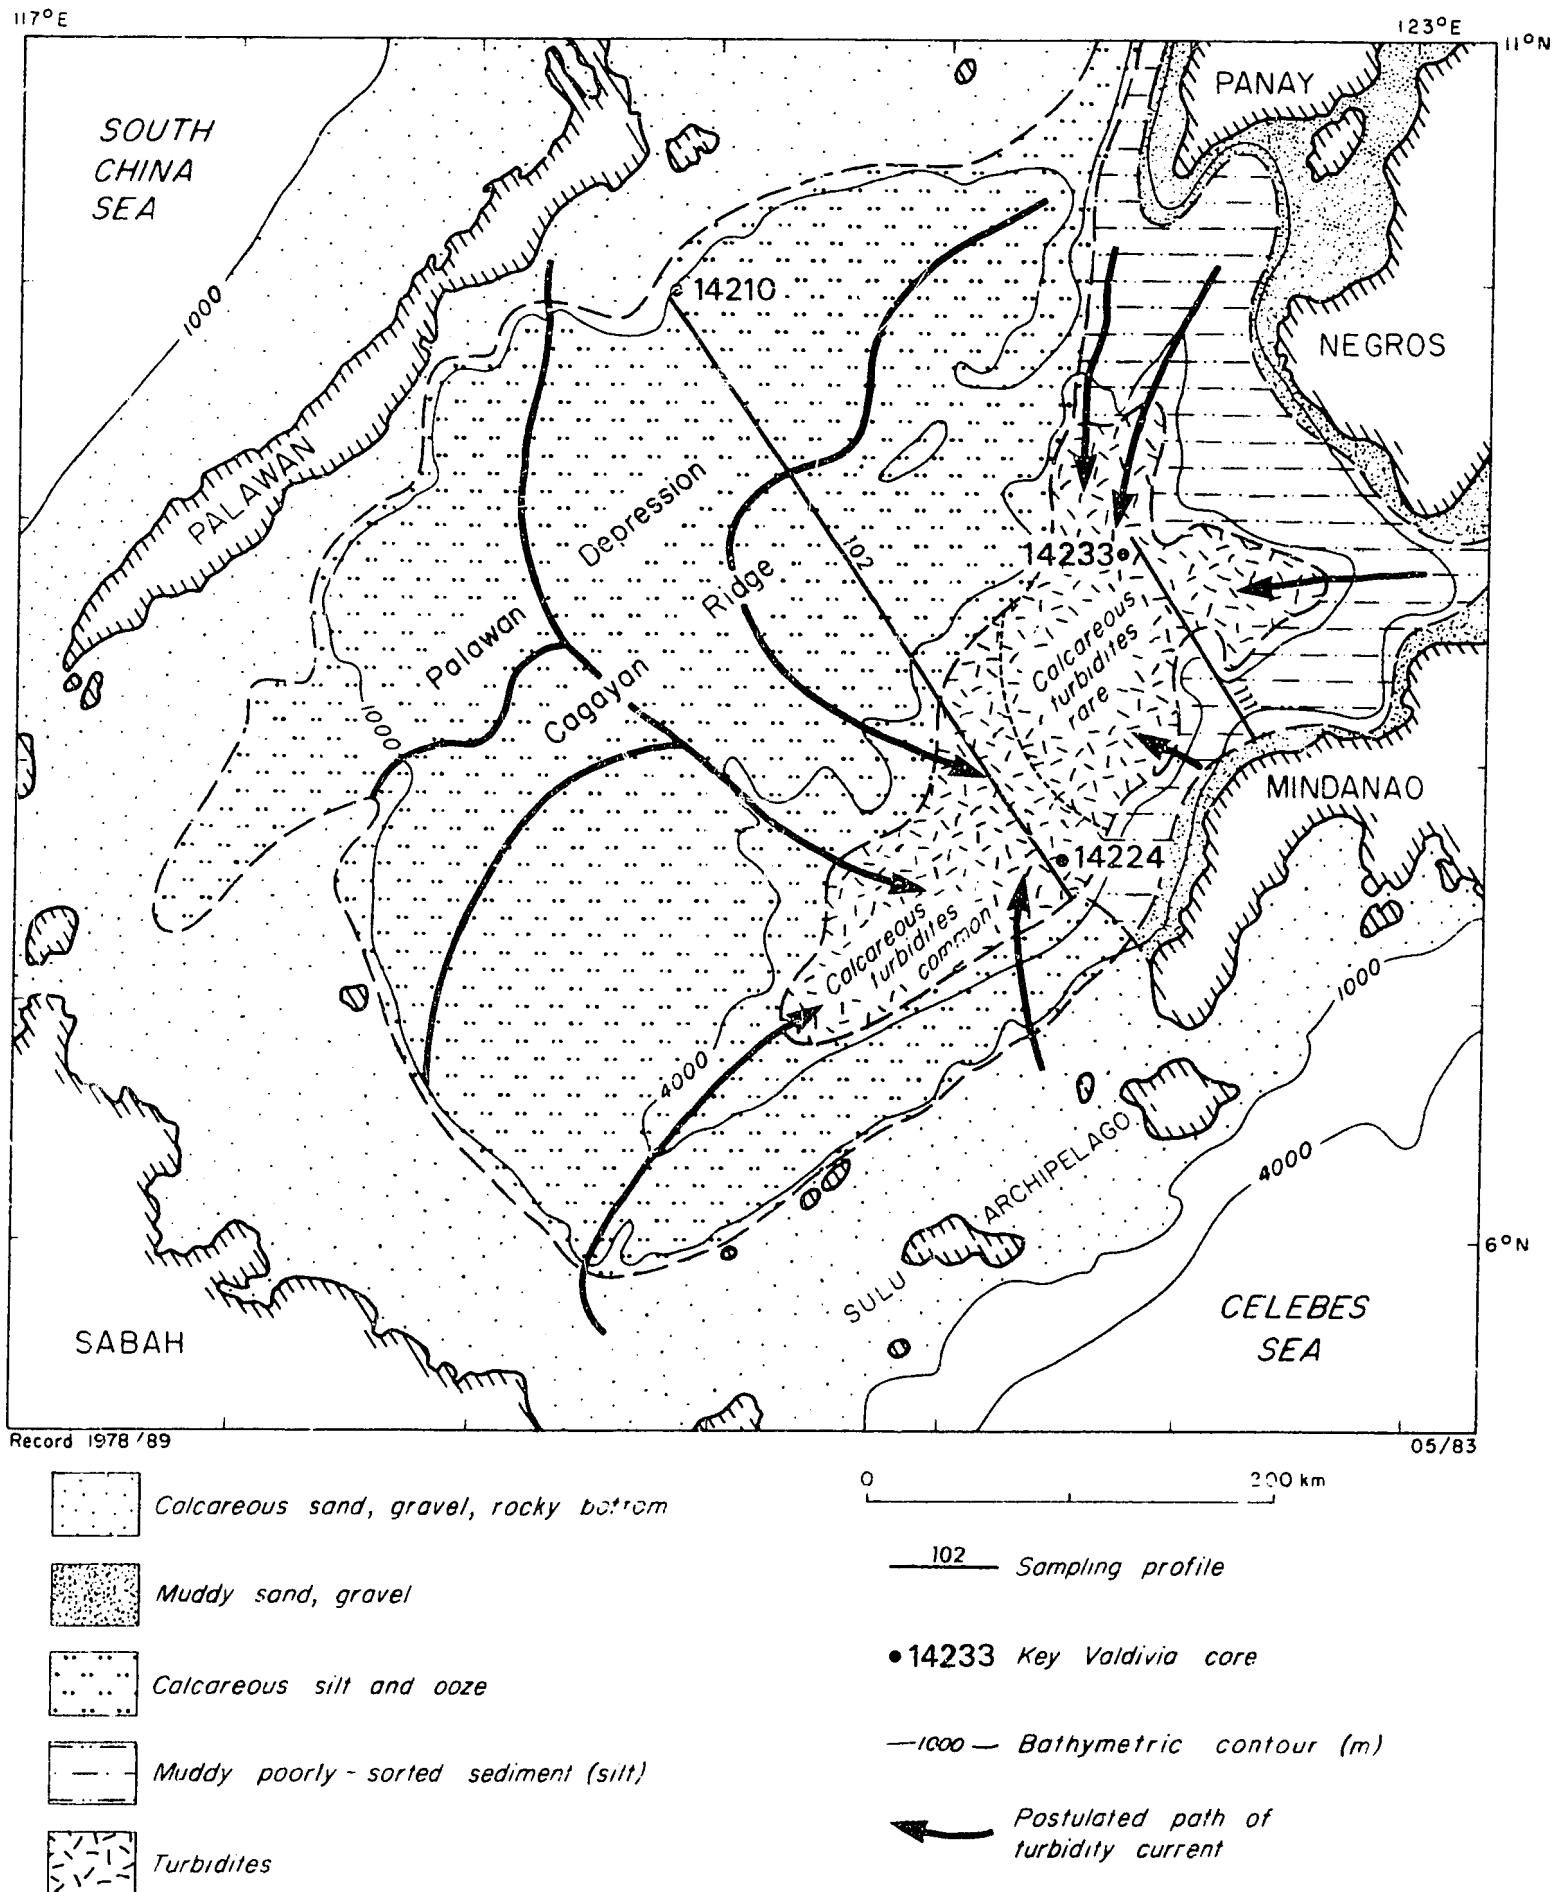 117°E
123°E
11°N
PANAY
SOUTH
CHINA
SEA
1000
14210
NEGROS
PALAWAN
Depression
102
Ridge
14233
Palawan
Cagayan
Calcareous
turbidites
rare
111
1000
MINDANAO
14224
Calcareous
turbidites
common
1000
4000
ARCHIPELAGO
4000
SULU
6°N
CELEBES
SEA
SABAH
Record 1978/89
05/83
0
200 km
Calcareous sand, gravel, rocky bottom
Muddy sand, gravel
Calcareous silt and ooze
Muddy poorly-sorted sediment (silt)
Turbidites
102 Sampling profile
14233 Key Valdivia core
1000 Bathymetric contour (m)
Postulated path of
turbidity current